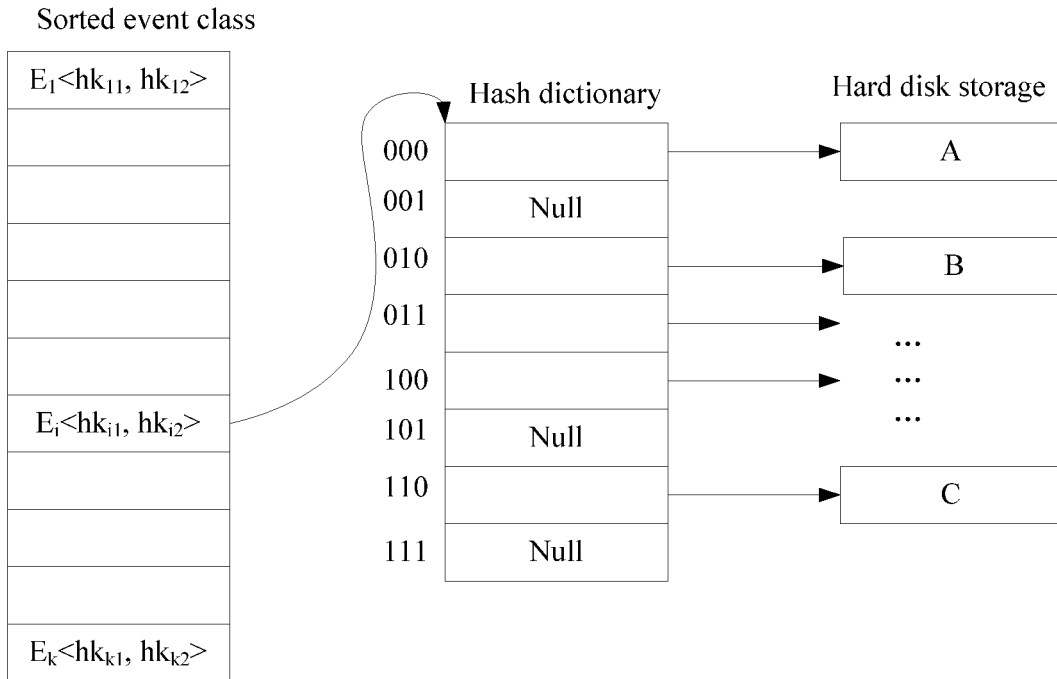 Sorted event class
E1<hk11, hk12>
Ei<hki1, hki2>
Ek<hkk1, hkk2>
Hash dictionary
000
001 Null
010
011
100
101 Null
110
111 Null
Hard disk storage
A
B
...
...
...
C